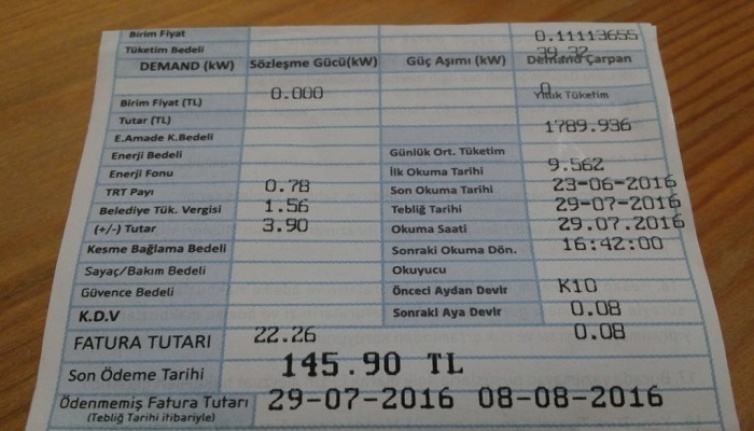 Birim Fiyat 0.11113655
Tüketim Bedeli 39.32
DEMAND (kW) Sözleşme Gücü(kW) Güç Aşımı (kW) Demand Çarpan
0.000 0
Birim Fiyat (TL) Yıllık Tüketim
Tutar (TL) 1789.936
E.Amade K.Bedeli
Enerji Bedeli Günlük Ort. Tüketim
Enerji Fonu İlk Okuma Tarihi 9.562
TRT Payı 0.78 Son Okuma Tarihi 23-06-2016
Belediye Tük. Vergisi 1.56 Tebliğ Tarihi 29-07-2016
(+/-) Tutar 3.90 Okuma Saati 29.07.2016
Kesme Bağlama Bedeli Sonraki Okuma Dön. 16:42:00
Sayaç/Bakım Bedeli Okuyucu
Güvence Bedeli Önceci Aydan Devir K10
K.D.V Sonraki Aya Devir 0.08
FATURA TUTARI 22.26 0.08
Son Ödeme Tarihi 145.90 TL
Ödenmemiş Fatura Tutarı 29-07-2016 08-08-2016
(Tebliğ Tarihi itibariyle)